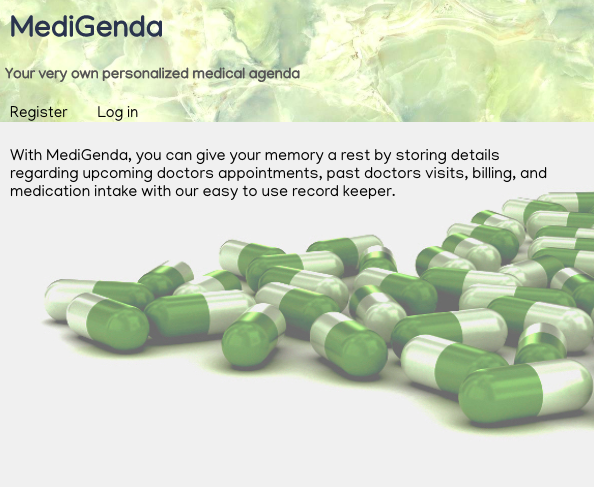 MediGenda
Your very own personalized medical agenda
Register Log in
With MediGenda, you can give your memory a rest by storing details
regarding upcoming doctors appointments, past doctors visits, billing, and
medication intake with our easy to use record keeper.